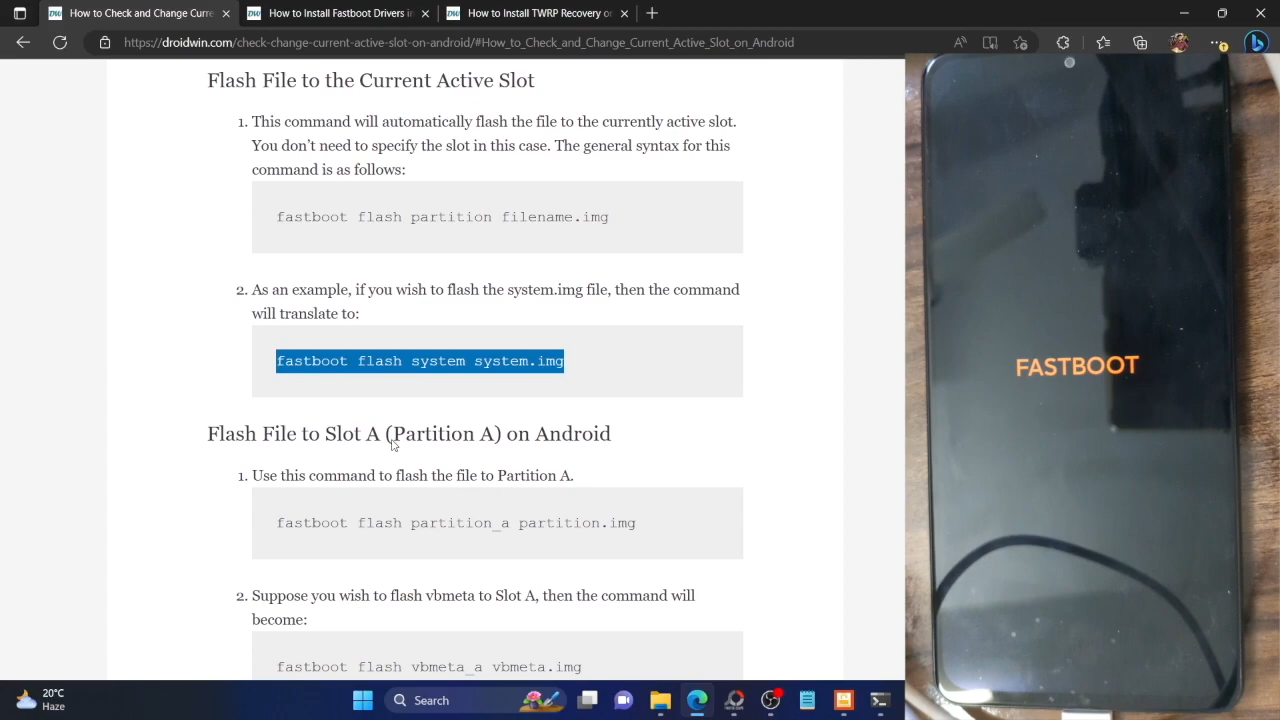 DW How to Check and Change Curre
DW How to Install Fastboot Drivers in
DW How to Install TWRP Recovery or
https://droidwin.com/check-change-current-active-slot-on-android/#How_to_Check_and_Change_Current_Active_Slot_on_Android
Flash File to the Current Active Slot
1. This command will automatically flash the file to the currently active slot.
You don’t need to specify the slot in this case. The general syntax for this
command is as follows:
fastboot flash partition filename.img
2. As an example, if you wish to flash the system.img file, then the command
will translate to:
fastboot flash system system.img
Flash File to Slot A (Partition A) on Android
1. Use this command to flash the file to Partition A.
fastboot flash partition_a partition.img
2. Suppose you wish to flash vbmeta to Slot A, then the command will
become:
fastboot flash vbmeta_a vbmeta.img
FASTBOOT
20°C
Haze
Search